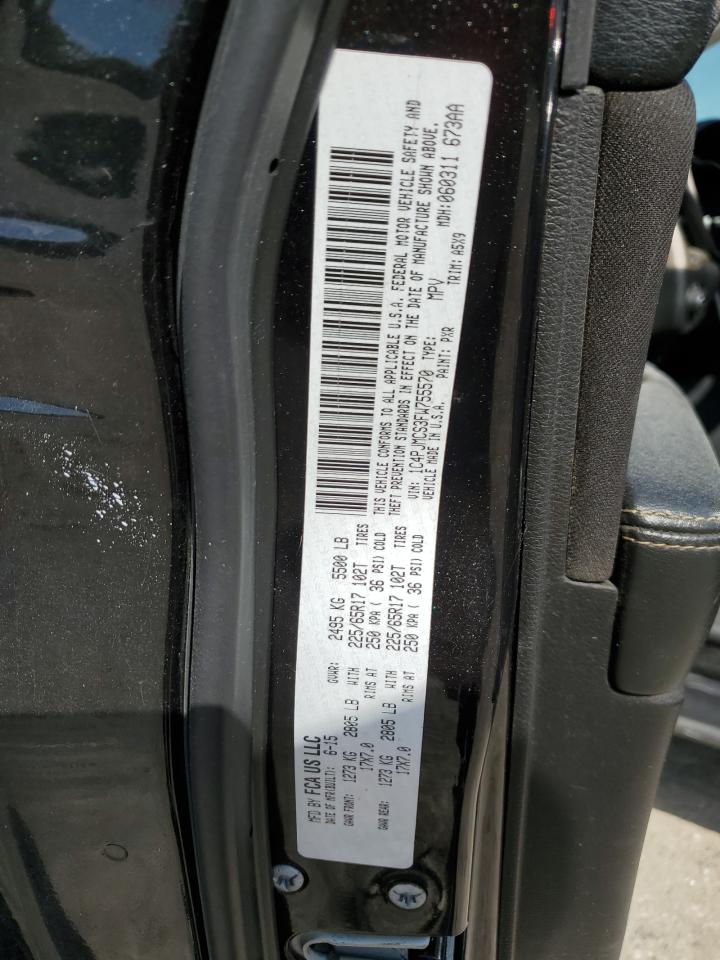 MFD BY FCA US LLC
DATE OF MFR(BUILT): 6-15 GVWR: 2495 KG 5500 LB
GAWR FRONT: 1273 KG 2805 LB WITH 225/65R17 102T TIRES
17X7.0 RIMS AT 250 KPA ( 36 PSI) COLD
GAWR REAR: 1273 KG 2805 LB WITH 225/65R17 102T TIRES
17X7.0 RIMS AT 250 KPA ( 36 PSI) COLD
THIS VEHICLE CONFORMS TO ALL APPLICABLE U.S.A. FEDERAL MOTOR VEHICLE SAFETY AND
THEFT PREVENTION STANDARDS IN EFFECT ON THE DATE OF MANUFACTURE SHOWN ABOVE.
VIN: 1C4PJMCS3FW755570 TYPE: MPV MDH:060311 673AA
VEHICLE MADE IN U.S.A. PAINT: PXR TRIM: A5X9